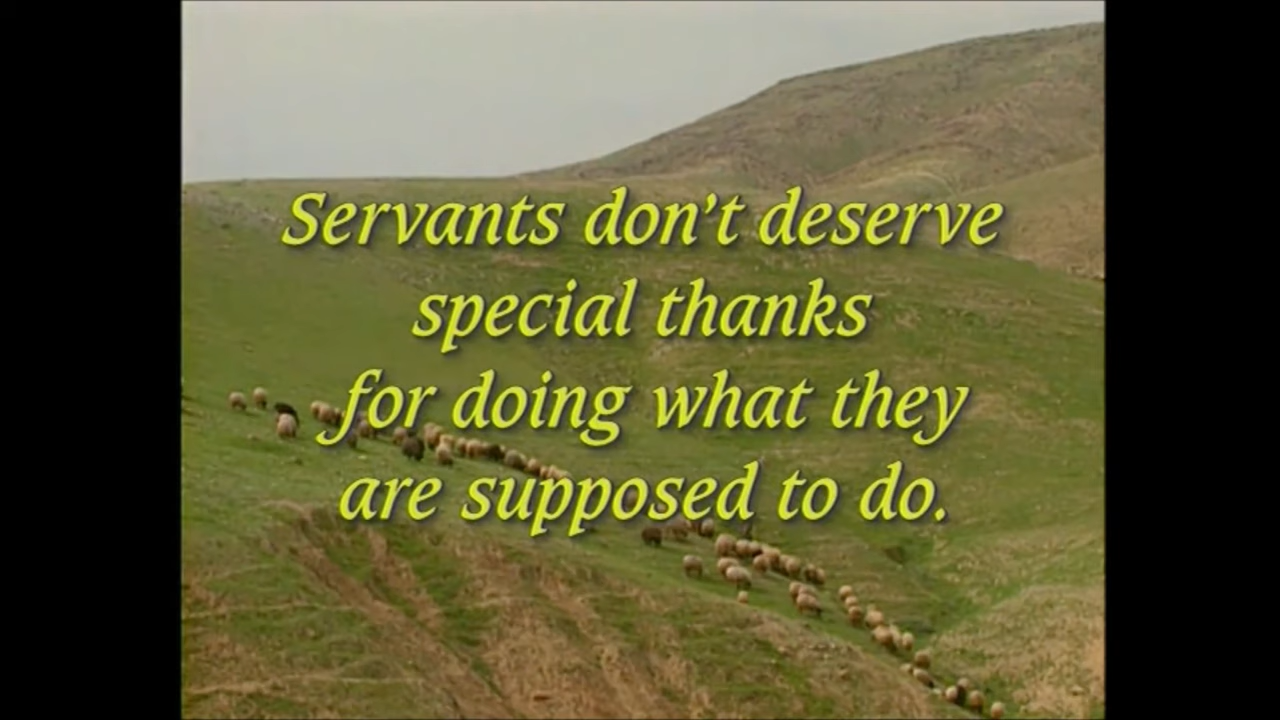 Servants don't deserve
special thanks
for doing what they
are supposed to do.